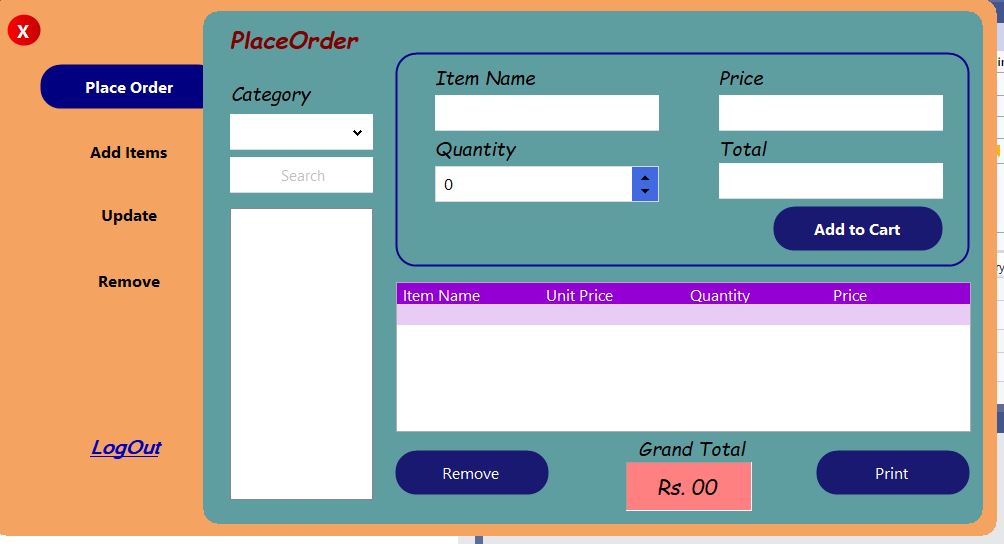 X
Place Order
Add Items
Update
Remove
LogOut
PlaceOrder
Category
Search
Item Name
Price
Quantity
Total
0
Add to Cart
Item Name Unit Price Quantity Price
Remove
Grand Total
Rs. 00
Print